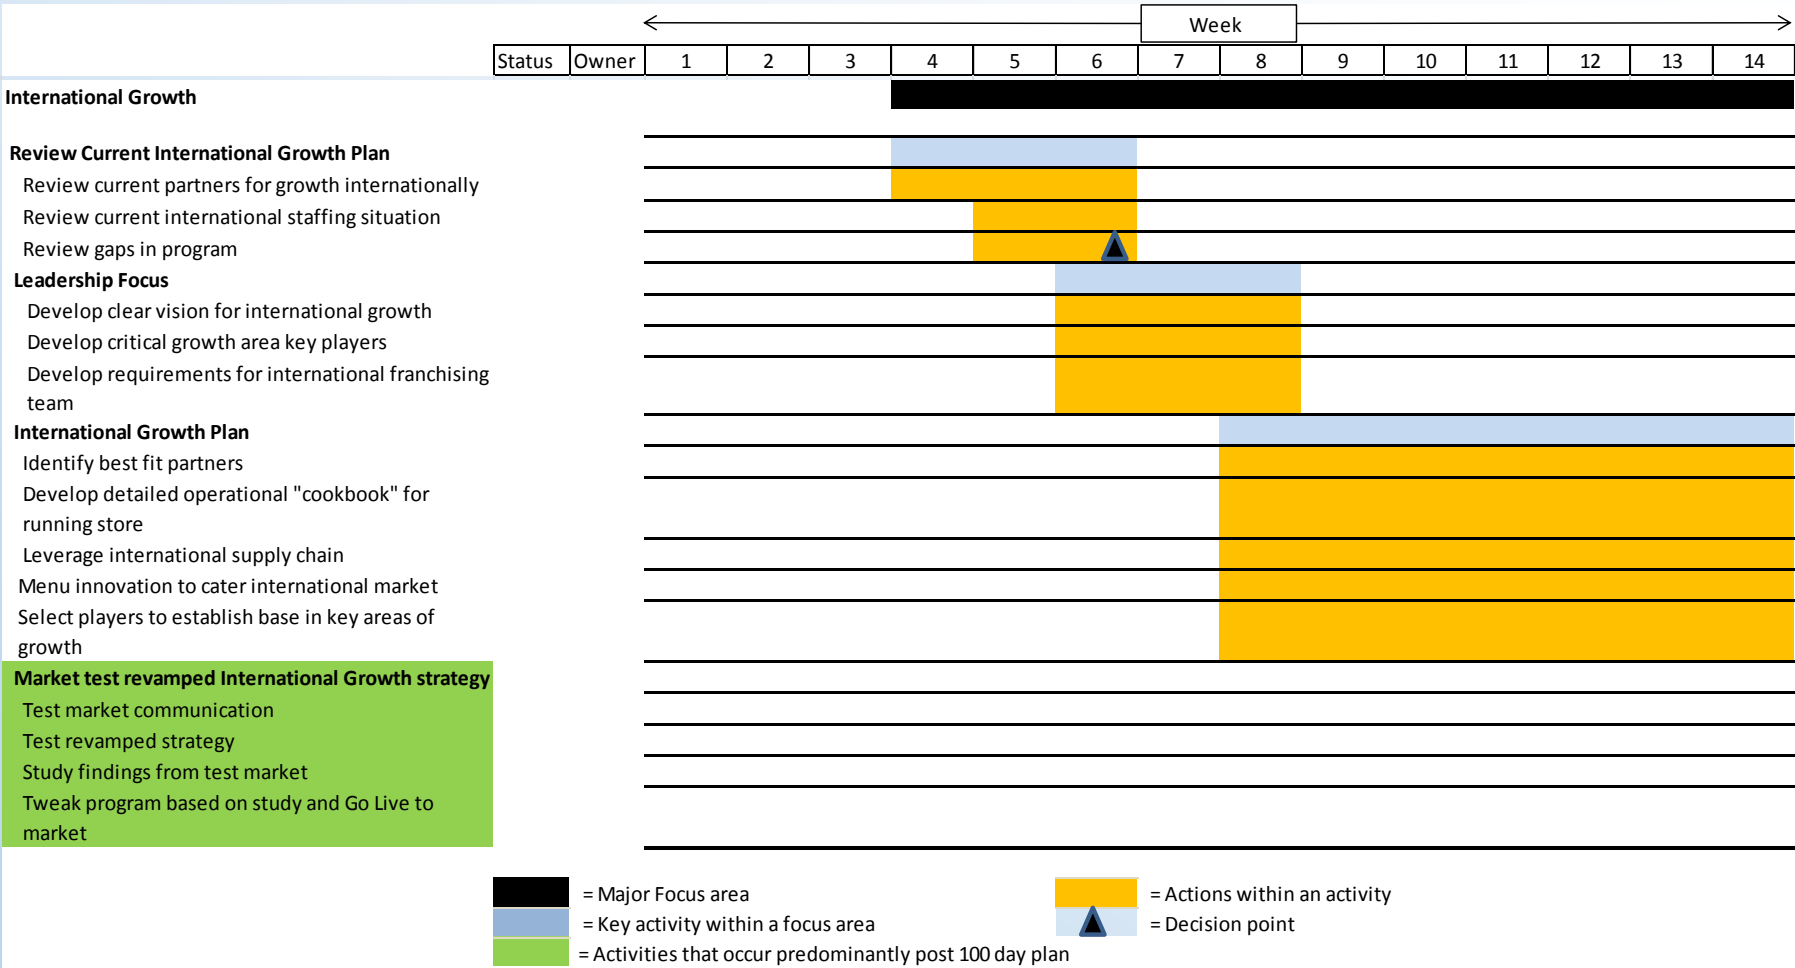 Week
Status Owner 1 2 3 4 5 6 7 8 9 10 11 12 13 14
International Growth
Review Current International Growth Plan
Review current partners for growth internationally
Review current international staffing situation
Review gaps in program
Leadership Focus
Develop clear vision for international growth
Develop critical growth area key players
Develop requirements for international franchising
team
International Growth Plan
Identify best fit partners
Develop detailed operational "cookbook" for
running store
Leverage international supply chain
Menu innovation to cater international market
Select players to establish base in key areas of
growth
Market test revamped International Growth strategy
Test market communication
Test revamped strategy
Study findings from test market
Tweak program based on study and Go Live to
market
= Major Focus area
= Actions within an activity
= Key activity within a focus area
= Decision point
= Activities that occur predominantly post 100 day plan